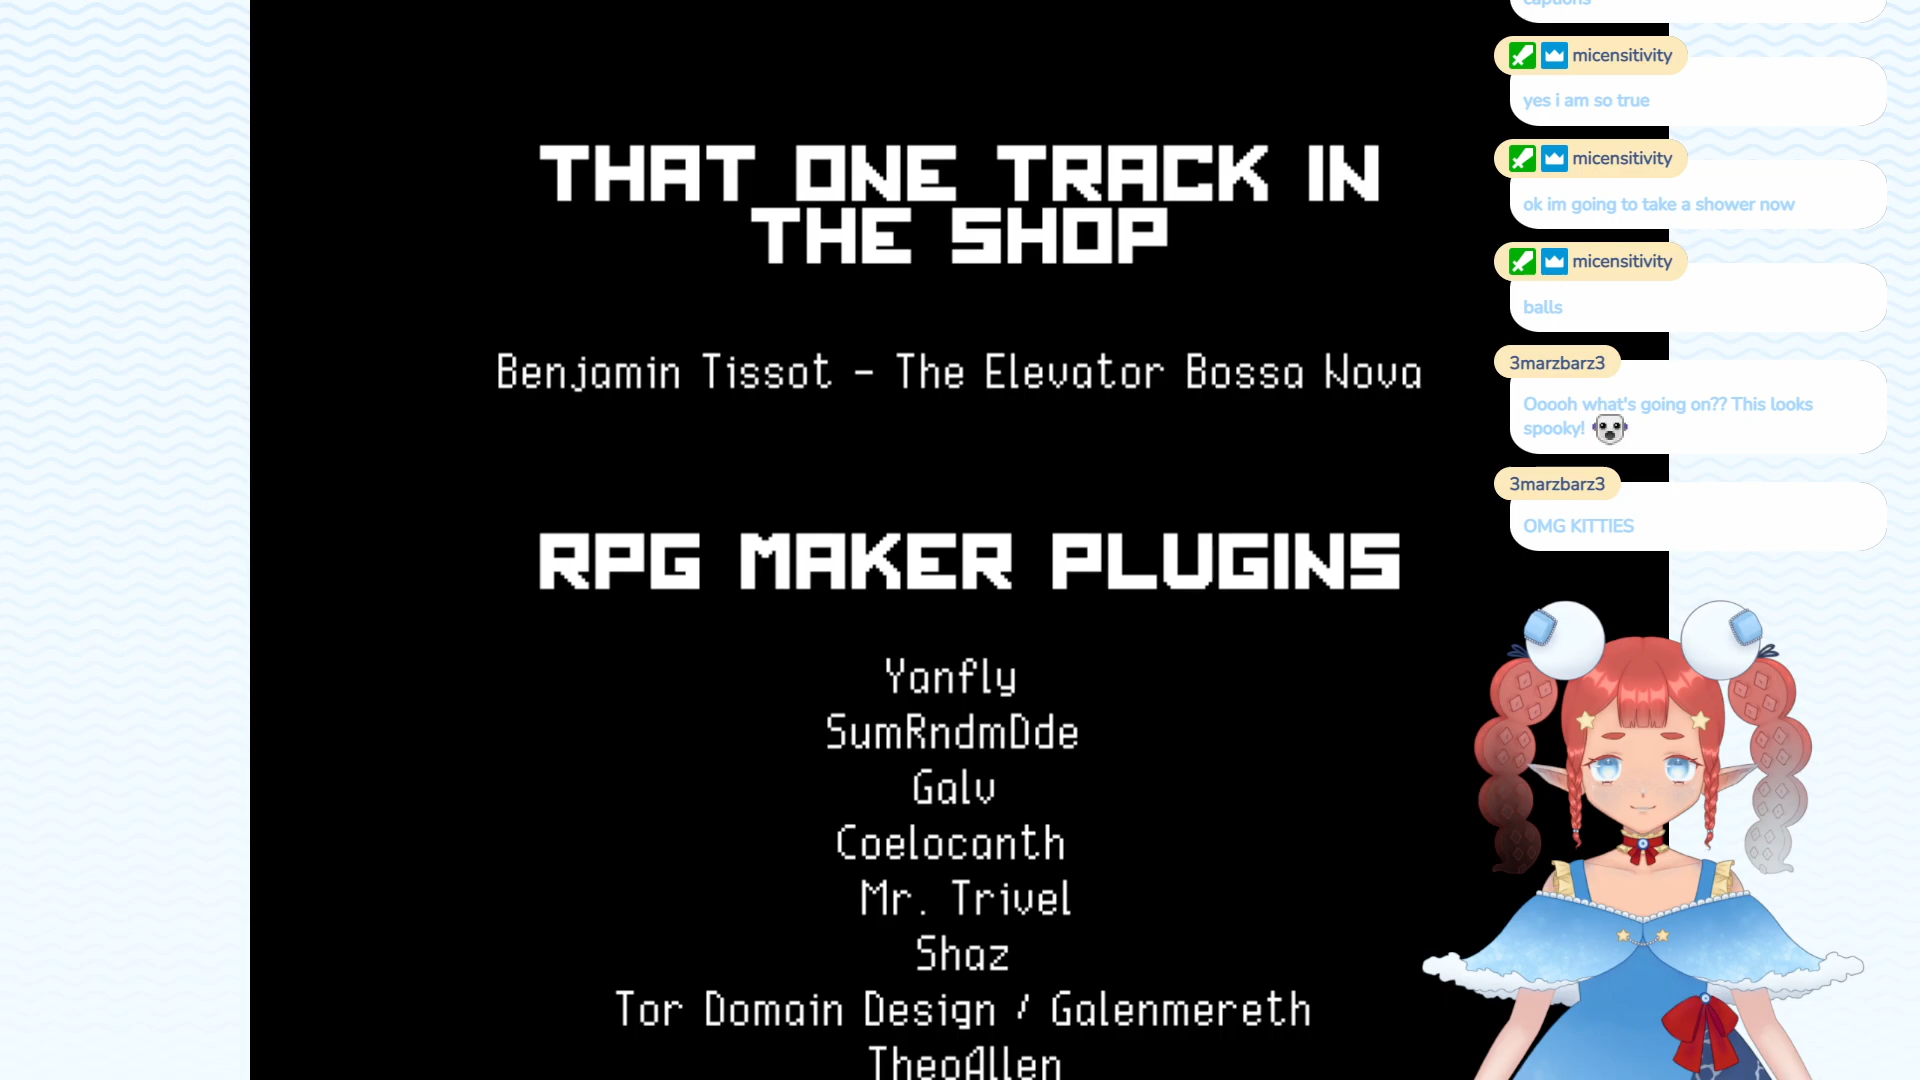 THAT ONE TRACK IN
THE SHOP
Benjamin Tissot - The Elevator Bossa Nova
RPG MAKER PLUGINS
Yanfly
SumRndmDde
Galv
Coelocanth
Mr. Trivel
Shaz
Tor Domain Design / Galenmereth
TheoAllen
captions
micensitivity
yes i am so true
micensitivity
ok im going to take a shower now
micensitivity
balls
3marzbarz3
Ooooh what's going on?? This looks
spooky!
3marzbarz3
OMG KITTIES